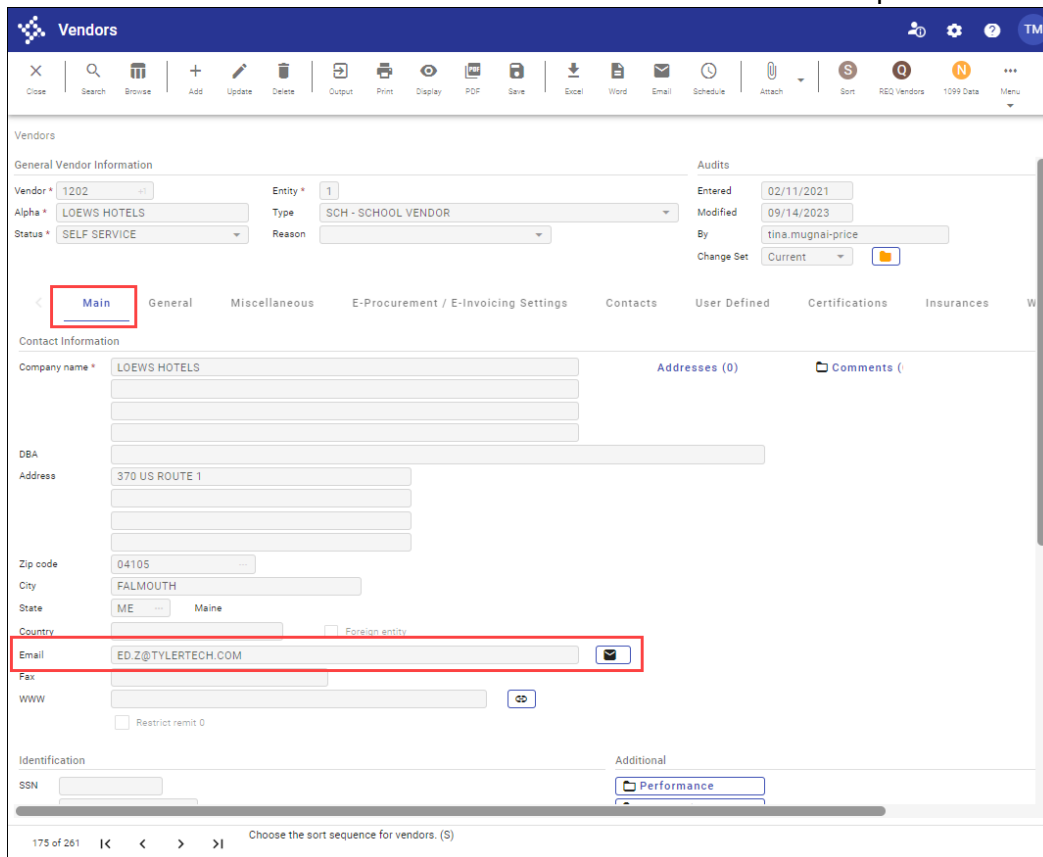 Vendors
TM
Close Search Browse Add Update Delete Output Print Display PDF Save Excel Word Email Schedule Attach Sort REQ Vendors 1099 Data Menu
PDF S Q N
Vendors
General Vendor Information Audits
Vendor * 1202 +1 Entity * 1 Entered 02/11/2021
Alpha * LOEWS HOTELS Type SCH - SCHOOL VENDOR Modified 09/14/2023
Status * SELF SERVICE Reason By tina.mugnai-price
Change Set Current
Main General Miscellaneous E-Procurement / E-Invoicing Settings Contacts User Defined Certifications Insurances W
Contact Information
Company name * LOEWS HOTELS Addresses (0) Comments (
DBA
Address 370 US ROUTE 1
Zip code 04105 ...
City FALMOUTH
State ME ... Maine
Country Foreign entity
Email ED.Z@TYLERTECH.COM
Fax
WWW
Restrict remit 0
Identification Additional
SSN Performance
175 of 261 Choose the sort sequence for vendors. (S)